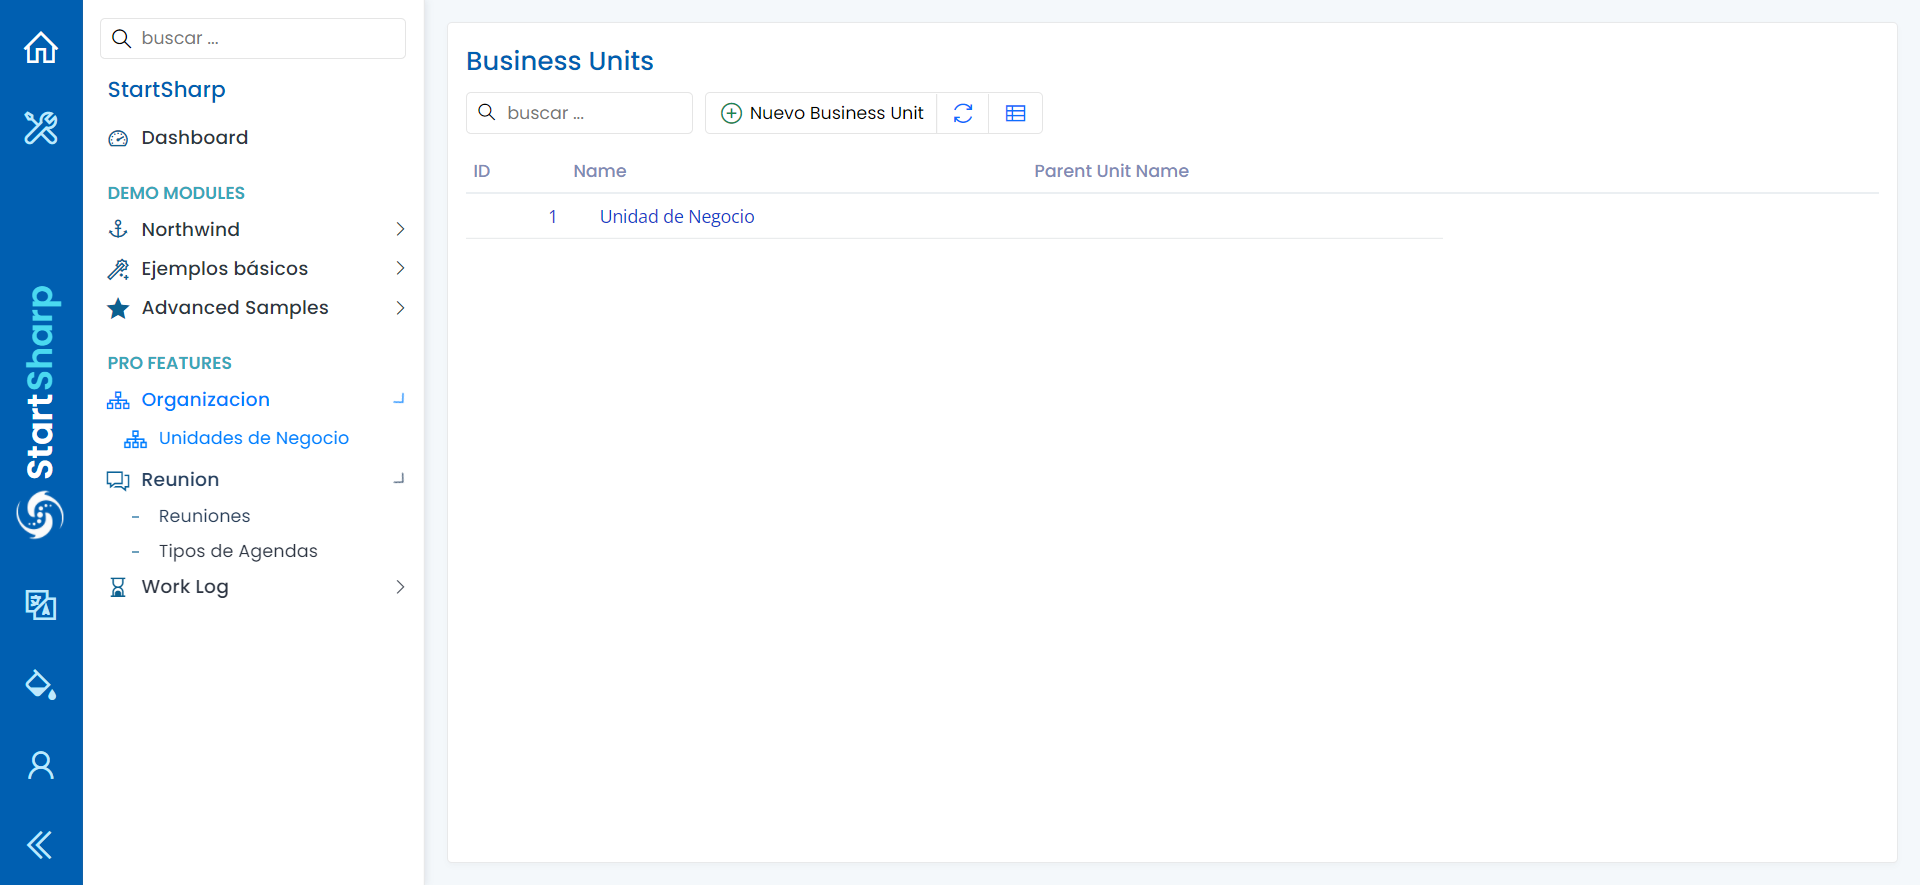 StartSharp
buscar ...
StartSharp
Dashboard
DEMO MODULES
Northwind
Ejemplos básicos
Advanced Samples
PRO FEATURES
Organizacion
Unidades de Negocio
Reunion
- Reuniones
- Tipos de Agendas
Work Log
Business Units
buscar ...
Nuevo Business Unit
ID Name Parent Unit Name
1 Unidad de Negocio